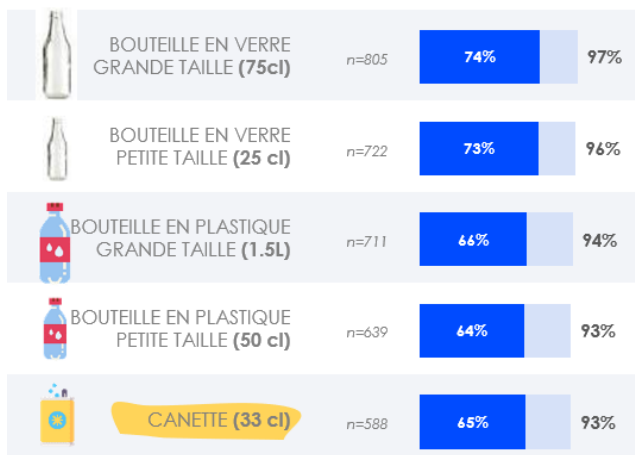 BOUTEILLE EN VERRE
GRANDE TAILLE (75cl)
n=805
74%
97%
BOUTEILLE EN VERRE
PETITE TAILLE (25 cl)
n=722
73%
96%
BOUTEILLE EN PLASTIQUE
GRANDE TAILLE (1.5L)
n=711
66%
94%
BOUTEILLE EN PLASTIQUE
PETITE TAILLE (50 cl)
n=639
64%
93%
CANETTE (33 cl)
n=588
65%
93%